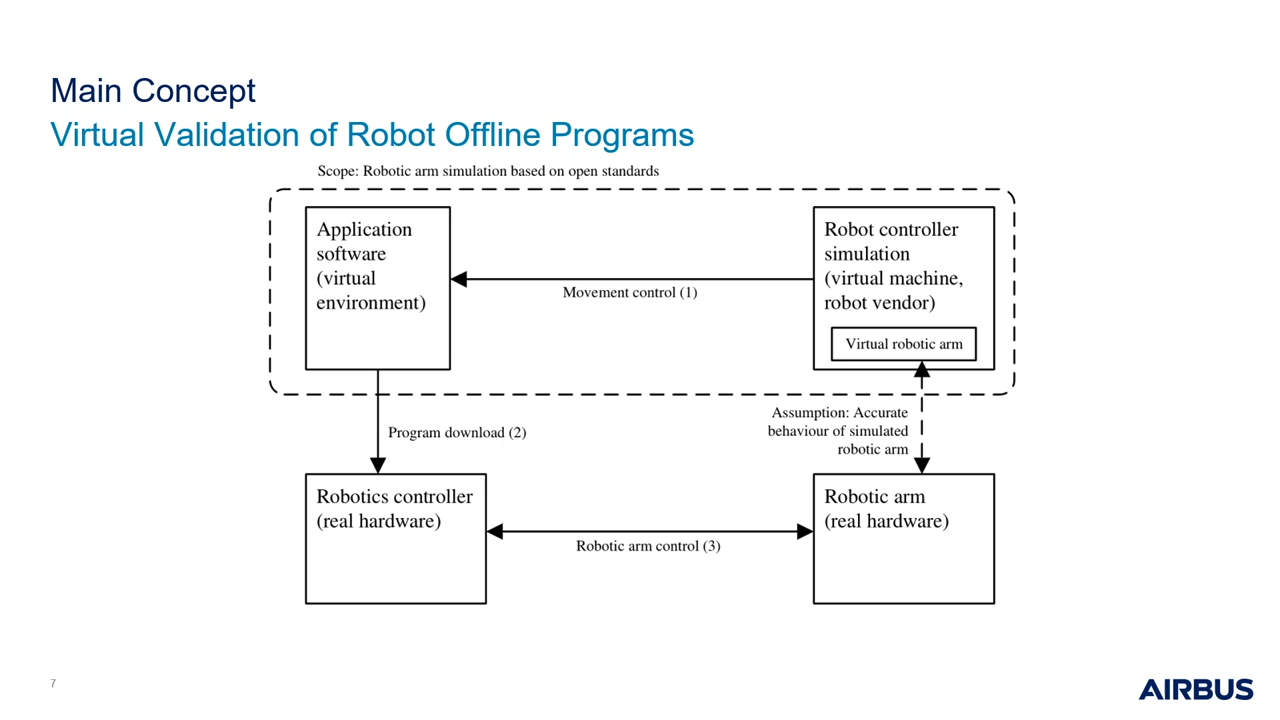 Main Concept
Virtual Validation of Robot Offline Programs
Scope: Robotic arm simulation based on open standards
Application
software
(virtual
environment)
Movement control (1)
Robot controller
simulation
(virtual machine,
robot vendor)
Virtual robotic arm
Program download (2)
Assumption: Accurate
behaviour of simulated
robotic arm
Robotics controller
(real hardware)
Robotic arm control (3)
Robotic arm
(real hardware)
7
AIRBUS